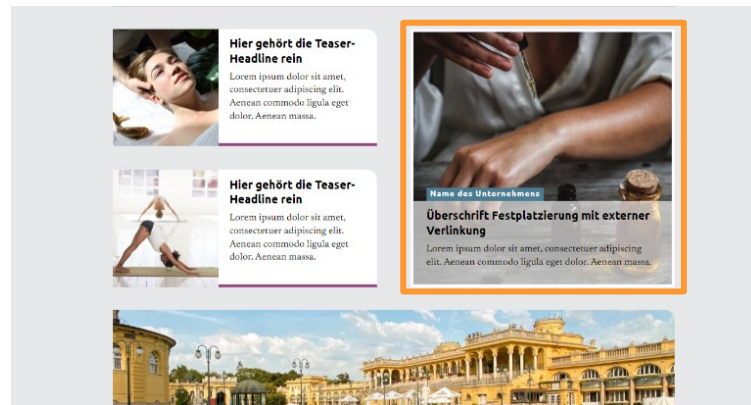 Hier gehört die Teaser-
Headline rein
Lorem ipsum dolor sit amet,
consectetuer adipiscing elit.
Aenean commodo ligula eget
dolor. Aenean massa.
Hier gehört die Teaser-
Headline rein
Lorem ipsum dolor sit amet,
consectetuer adipiscing elit.
Aenean commodo ligula eget
dolor. Aenean massa.
Name des Unternehmens
Überschrift Festplatzierung mit externer
Verlinkung
Lorem ipsum dolor sit amet, consectetuer adipiscing
elit. Aenean commodo ligula eget dolor. Aenean massa.